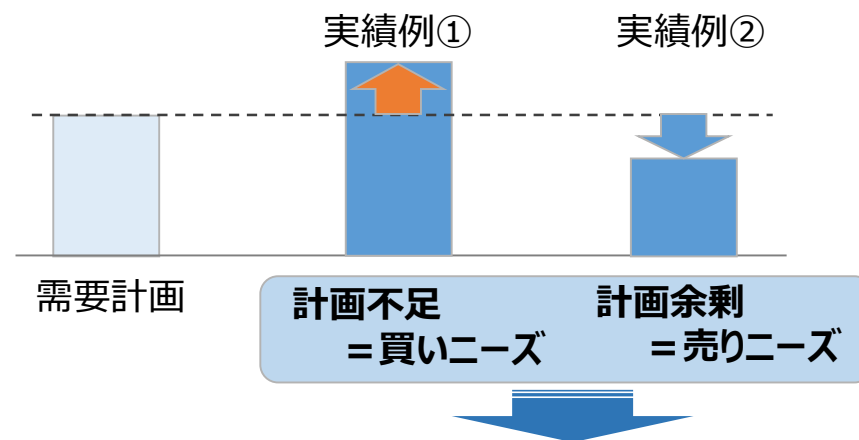 実績例①
実績例②
需要計画
計画不足
=買いニーズ
計画余剰
=売りニーズ